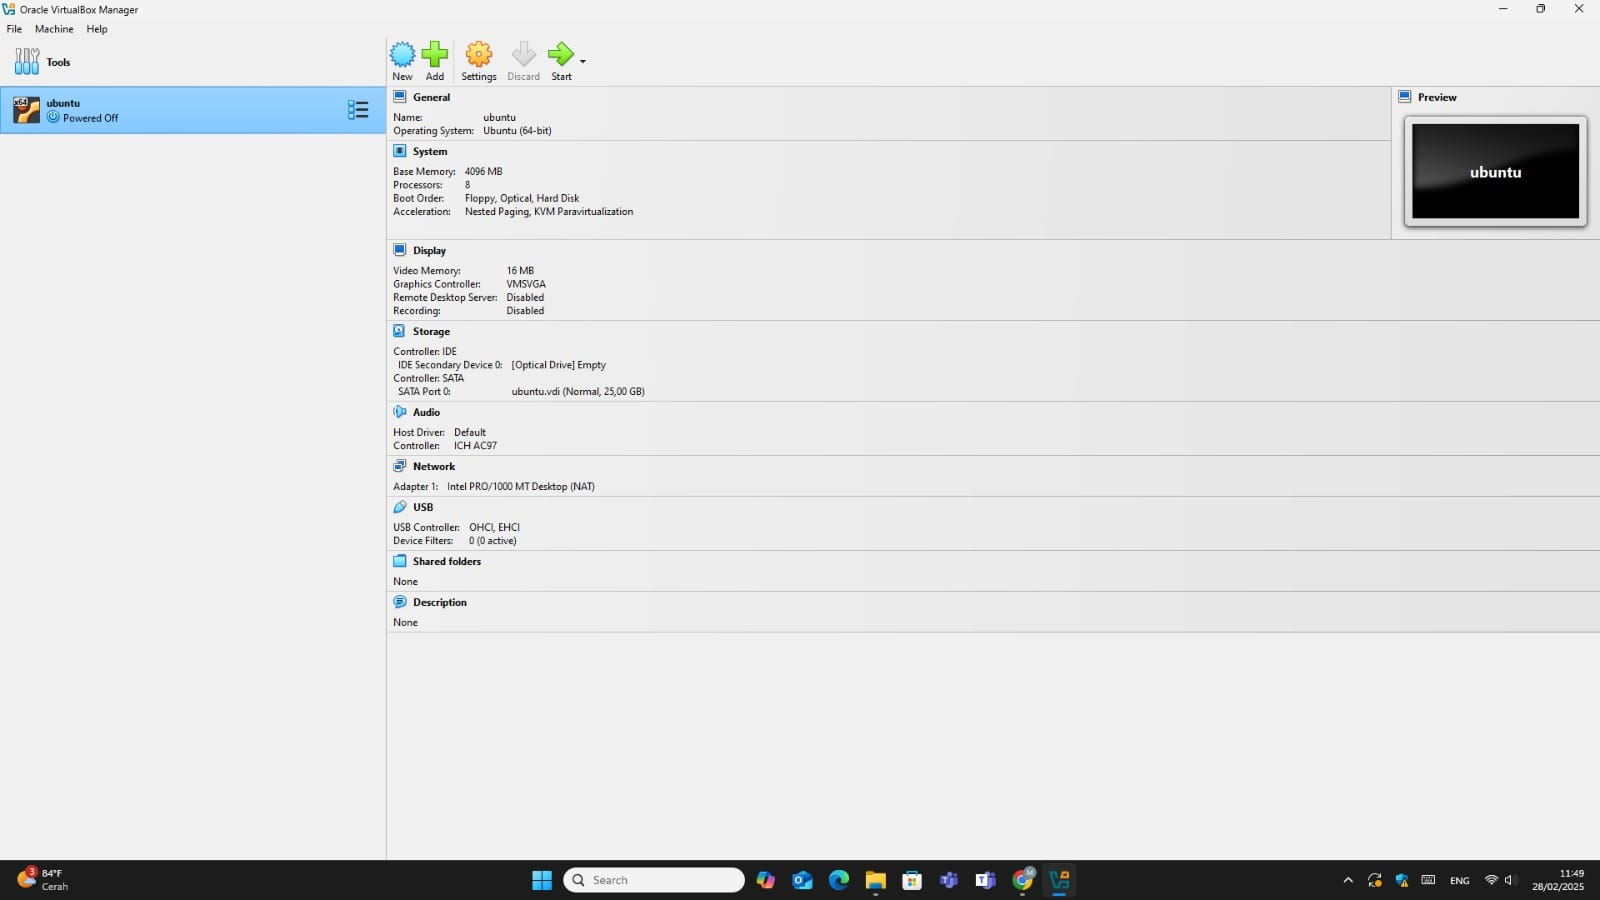 Oracle VirtualBox Manager
File Machine Help
Tools
New Add Settings Discard Start
x64
ubuntu
Powered Off
General
Name: ubuntu
Operating System: Ubuntu (64-bit)
Preview
ubuntu
System
Base Memory: 4096 MB
Processors: 8
Boot Order: Floppy, Optical, Hard Disk
Acceleration: Nested Paging, KVM Paravirtualization
Display
Video Memory: 16 MB
Graphics Controller: VMSVGA
Remote Desktop Server: Disabled
Recording: Disabled
Storage
Controller: IDE
IDE Secondary Device 0: [Optical Drive] Empty
Controller: SATA
SATA Port 0: ubuntu.vdi (Normal, 25,00 GB)
Audio
Host Driver: Default
Controller: ICH AC97
Network
Adapter 1: Intel PRO/1000 MT Desktop (NAT)
USB
USB Controller: OHCI, EHCI
Device Filters: 0 (0 active)
Shared folders
None
Description
None
3
84°F
Cerah
Search
M
ENG
11:49
28/02/2025